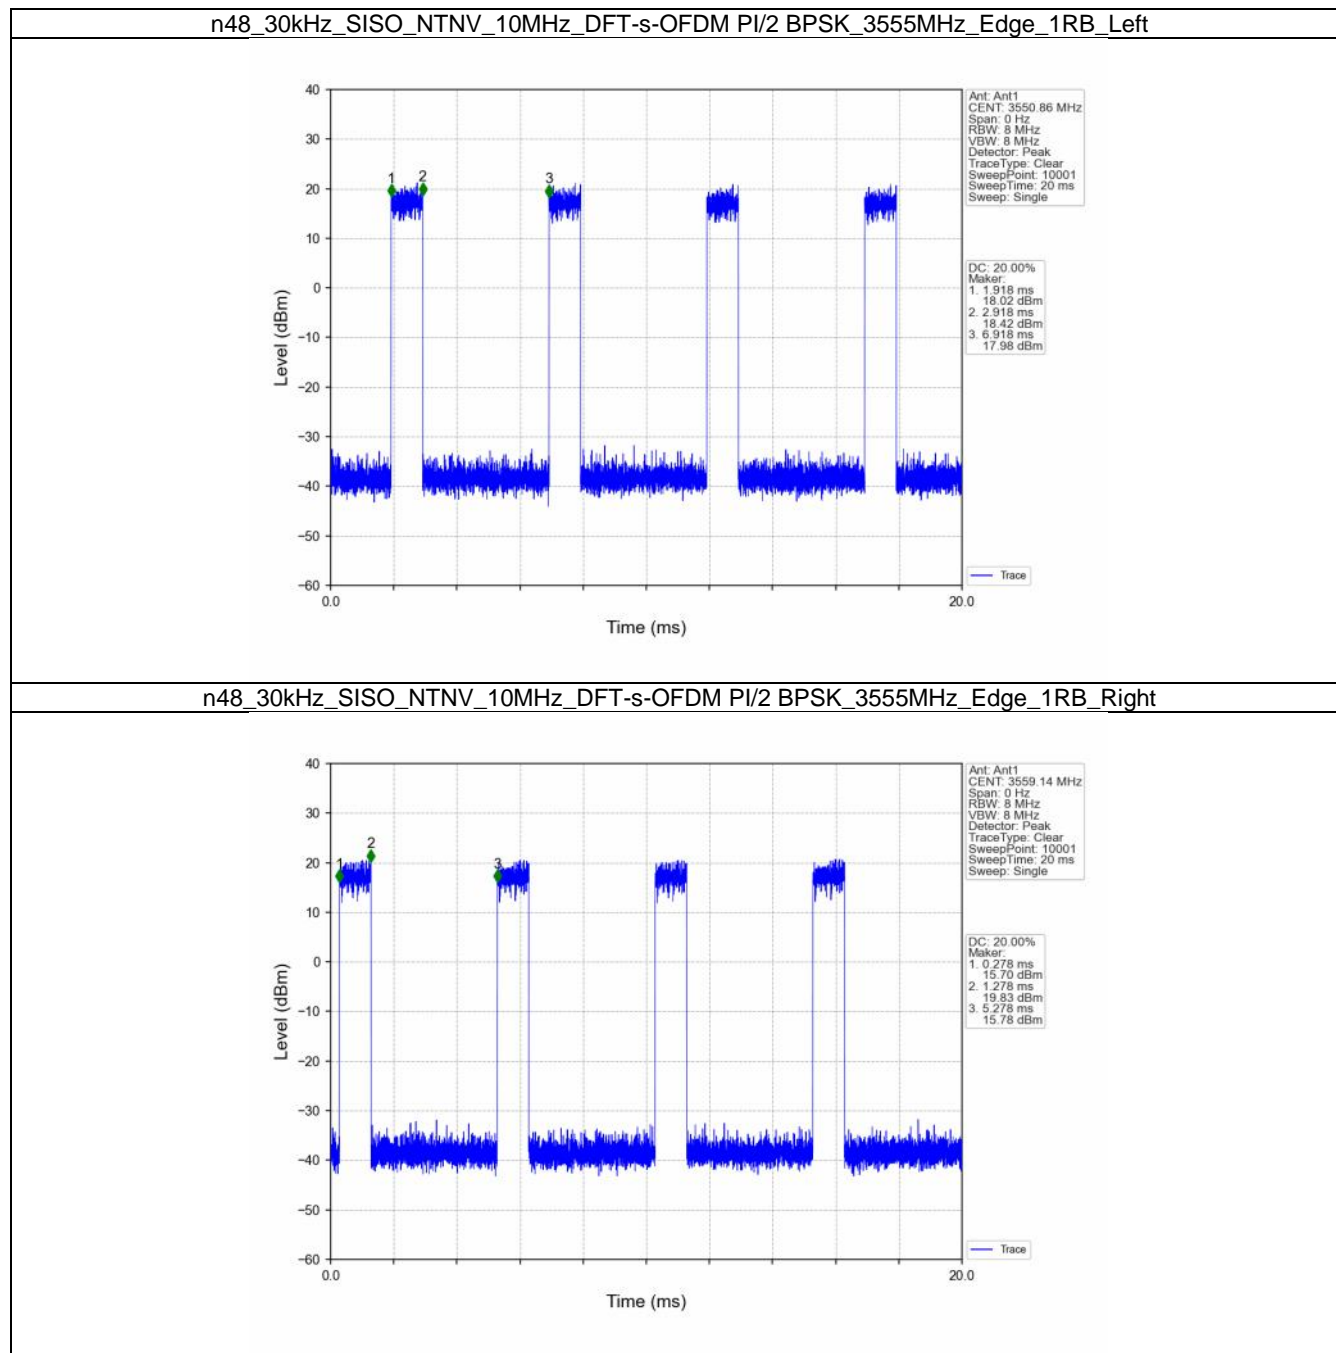 n48_30kHz_SISO_NTNV_10MHz_DFT-s-OFDM PI/2 BPSK_3555MHz_Edge_1RB_Left
40
30
20
10
0
−10
−20
−30
−40
−50
−60
Level (dBm)
1
2
3
0.0
20.0
Time (ms)
Ant: Ant1
CENT: 3550.86 MHz
Span: 0 Hz
RBW: 8 MHz
VBW: 8 MHz
Detector: Peak
TraceType: Clear
SweepPoint: 10001
SweepTime: 20 ms
Sweep: Single
DC: 20.00%
Maker:
1. 1.918 ms
18.02 dBm
2. 2.918 ms
18.42 dBm
3. 6.918 ms
17.98 dBm
Trace
n48_30kHz_SISO_NTNV_10MHz_DFT-s-OFDM PI/2 BPSK_3555MHz_Edge_1RB_Right
40
30
20
10
0
−10
−20
−30
−40
−50
−60
Level (dBm)
1
2
3
0.0
20.0
Time (ms)
Ant: Ant1
CENT: 3559.14 MHz
Span: 0 Hz
RBW: 8 MHz
VBW: 8 MHz
Detector: Peak
TraceType: Clear
SweepPoint: 10001
SweepTime: 20 ms
Sweep: Single
DC: 20.00%
Maker:
1. 0.278 ms
15.70 dBm
2. 1.278 ms
19.83 dBm
3. 5.278 ms
15.78 dBm
Trace